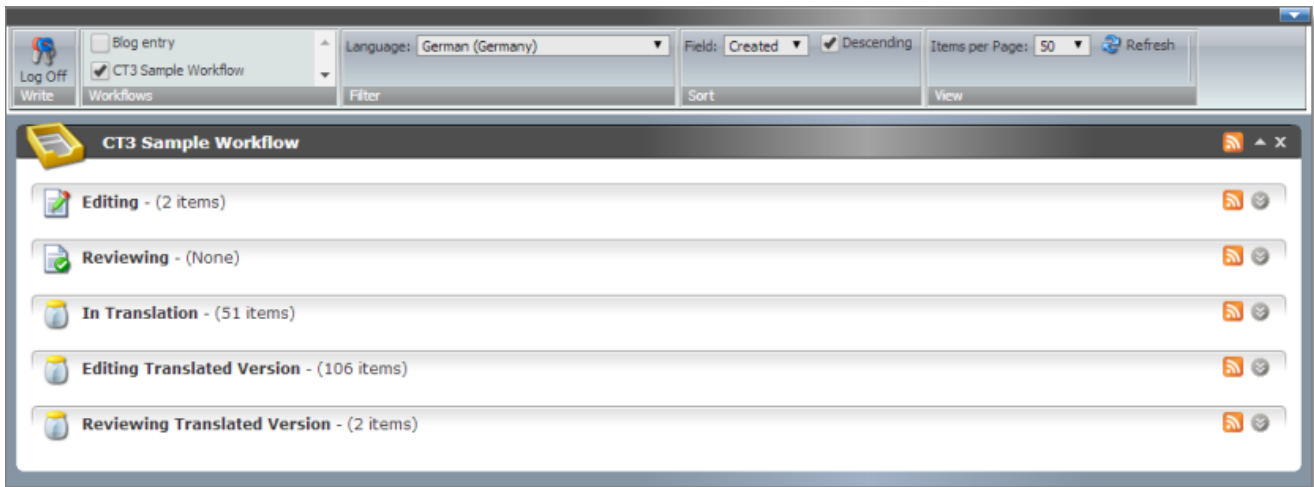 Blog entry
Language: German (Germany) Field: Created Descending Items per Page: 50 Refresh
Log Off CT3 Sample Workflow
Write Workflows Filter Sort View
CT3 Sample Workflow X
Editing - (2 items)
Reviewing - (None)
In Translation - (51 items)
Editing Translated Version - (106 items)
Reviewing Translated Version - (2 items)